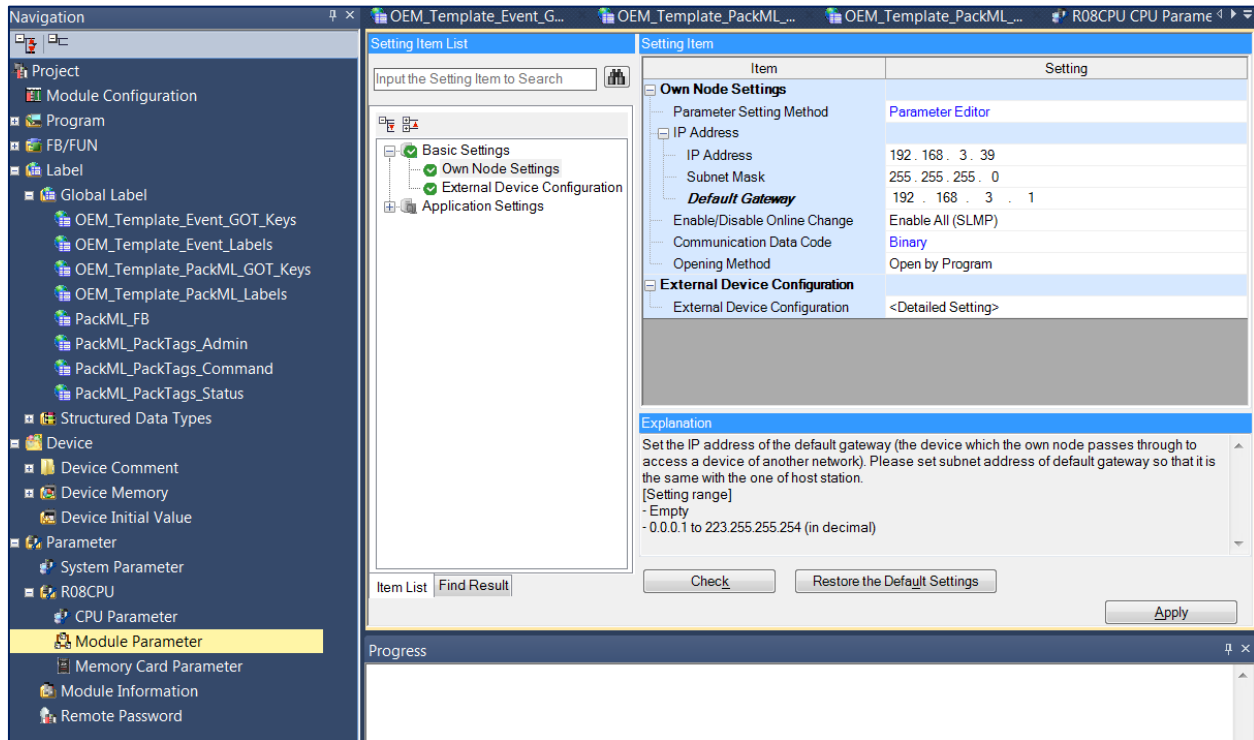 Navigation
OEM_Template_Event_G...
OEM_Template_PackML_...
OEM_Template_PackML_...
R08CPU CPU Parame
Project
Module Configuration
Program
FB/FUN
Label
Global Label
OEM_Template_Event_GOT_Keys
OEM_Template_Event_Labels
OEM_Template_PackML_GOT_Keys
OEM_Template_PackML_Labels
PackML_FB
PackML_PackTags_Admin
PackML_PackTags_Command
PackML_PackTags_Status
Structured Data Types
Device
Device Comment
Device Memory
Device Initial Value
Parameter
System Parameter
R08CPU
CPU Parameter
Module Parameter
Memory Card Parameter
Module Information
Remote Password
Setting Item List
Input the Setting Item to Search
Basic Settings
Own Node Settings
External Device Configuration
Application Settings
Item List Find Result
Setting Item
Item Setting
Own Node Settings
Parameter Setting Method Parameter Editor
IP Address
IP Address 192.168. 3 .39
Subnet Mask 255.255.255. 0
Default Gateway 192 . 168 . 3 . 1
Enable/Disable Online Change Enable All (SLMP)
Communication Data Code Binary
Opening Method Open by Program
External Device Configuration
External Device Configuration <Detailed Setting>
Explanation
Set the IP address of the default gateway (the device which the own node passes through to
access a device of another network). Please set subnet address of default gateway so that it is
the same with the one of host station.
[Setting range]
- Empty
- 0.0.0.1 to 223.255.255.254 (in decimal)
Check Restore the Default Settings
Apply
Progress